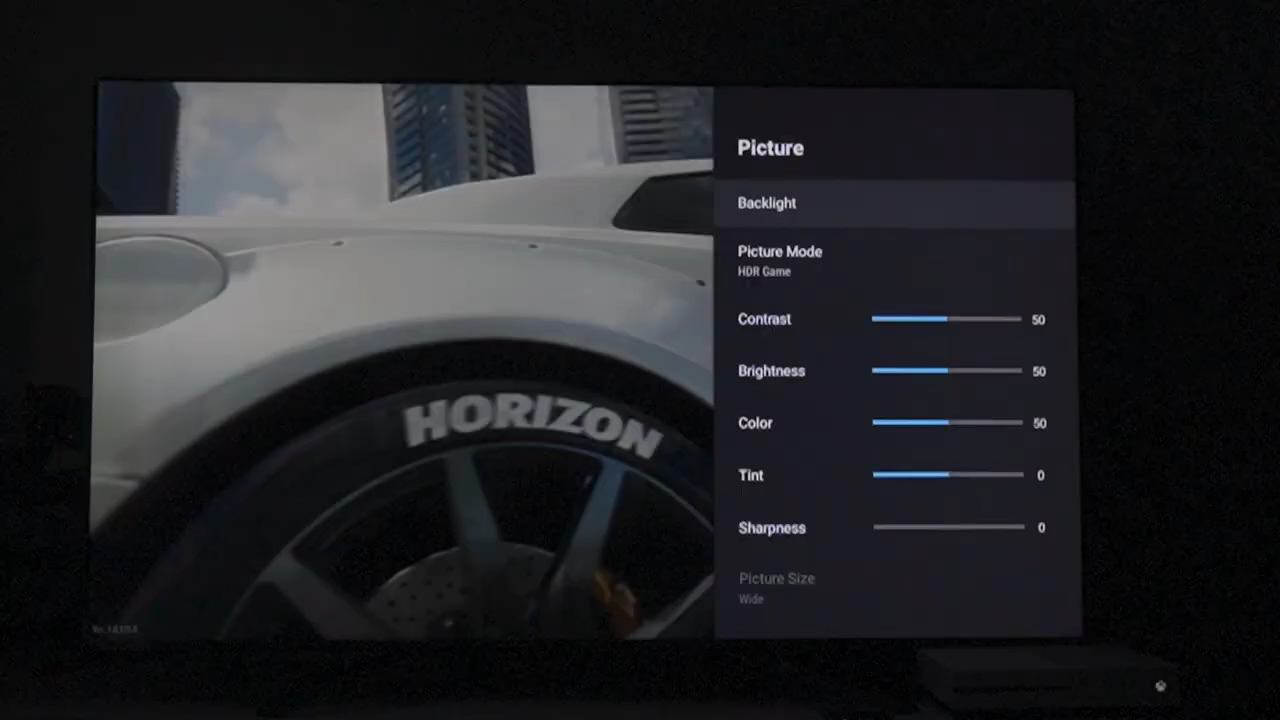 Picture
Backlight
Picture Mode
HDR Game
Contrast 50
Brightness 50
Color 50
Tint 0
Sharpness 0
Picture Size
Wide
HORIZON